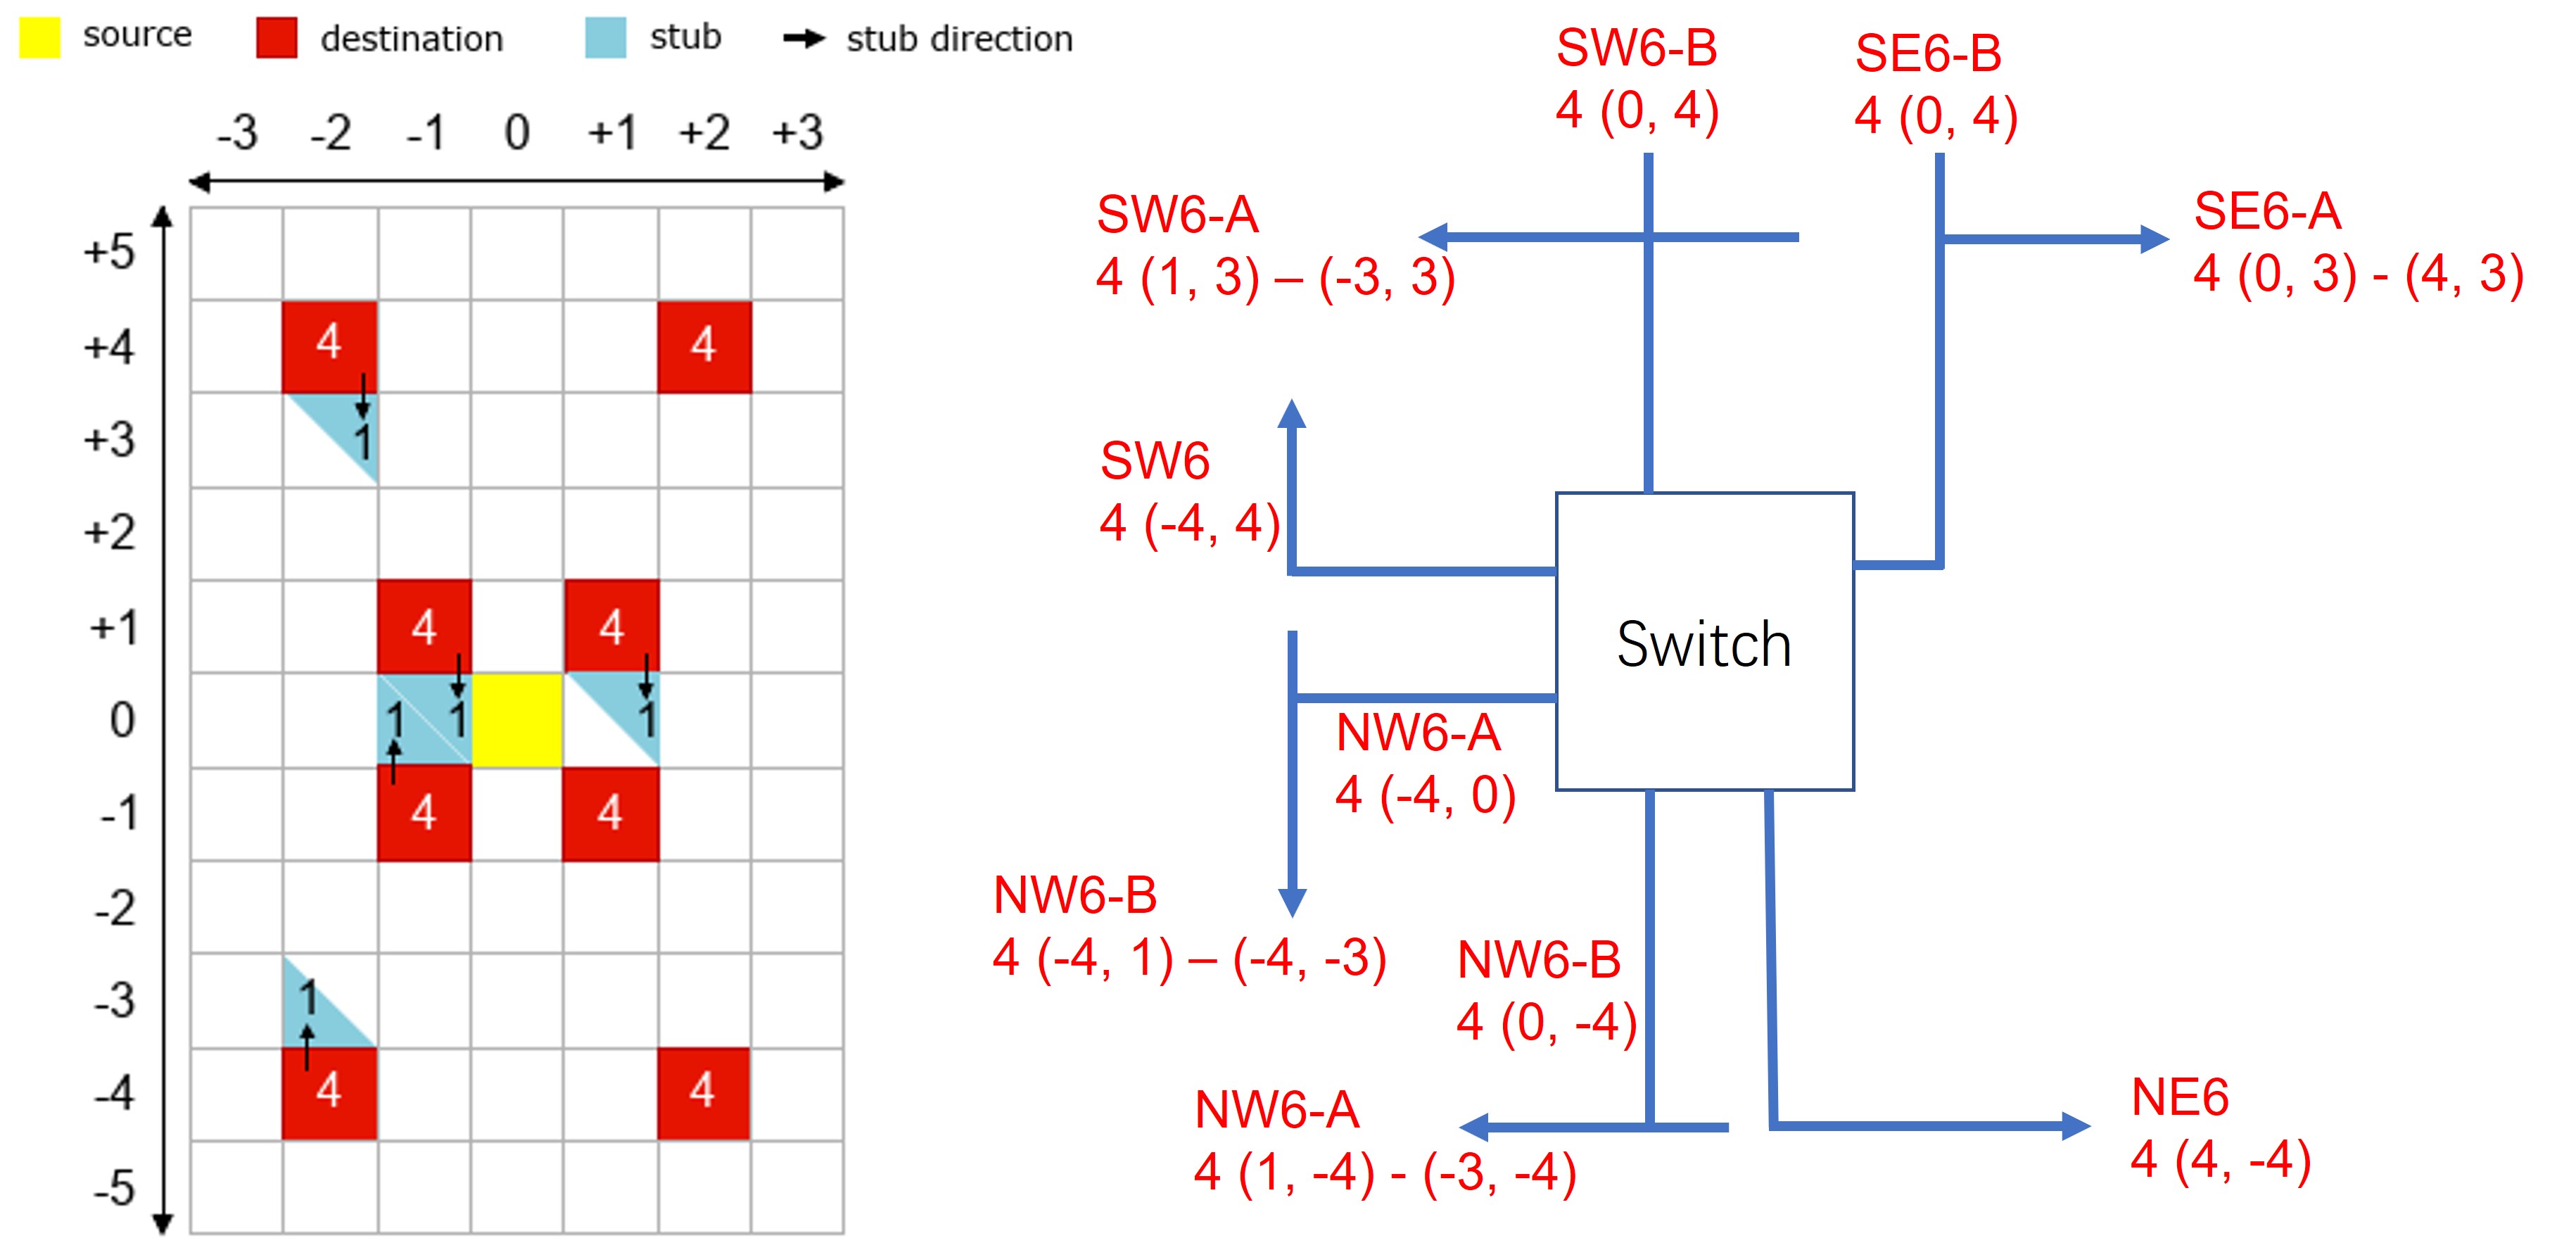 source destination stub stub direction
-3 -2 -1 0 +1 +2 +3
+5
+4 4 4
+3 1
+2
+1 4 4
0 1 1 1
-1 4 4
-2
-3 1
-4 4 4
-5
SW6-B
4 (0, 4)
SE6-B
4 (0, 4)
SW6-A
4 (1, 3) – (-3, 3)
SE6-A
4 (0, 3) - (4, 3)
SW6
4 (-4, 4)
Switch
NW6-A
4 (-4, 0)
NW6-B
4 (-4, 1) – (-4, -3)
NW6-B
4 (0, -4)
NW6-A
4 (1, -4) - (-3, -4)
NE6
4 (4, -4)